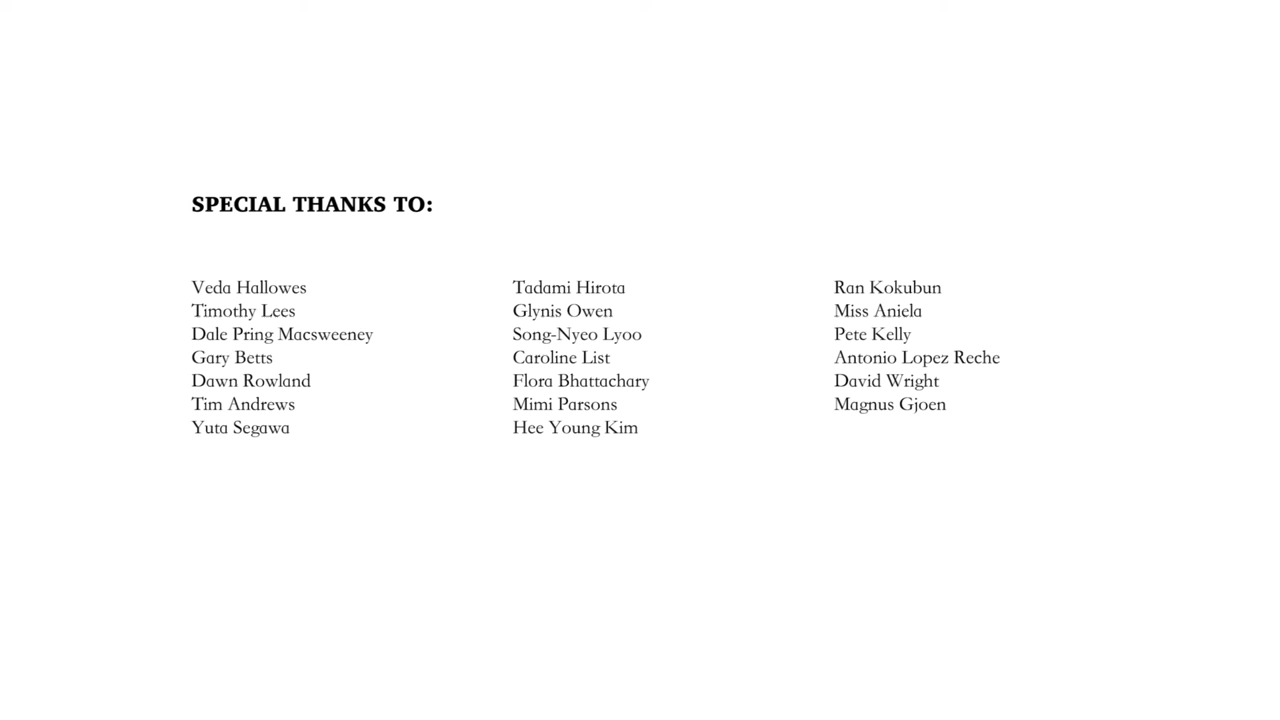 SPECIAL THANKS TO:
Veda Hallowes
Timothy Lees
Dale Pring Macsweeney
Gary Betts
Dawn Rowland
Tim Andrews
Yuta Segawa
Tadami Hirota
Glynis Owen
Song-Nyeo Lyoo
Caroline List
Flora Bhattachary
Mimi Parsons
Hee Young Kim
Ran Kokubun
Miss Aniela
Pete Kelly
Antonio Lopez Reche
David Wright
Magnus Gjoen